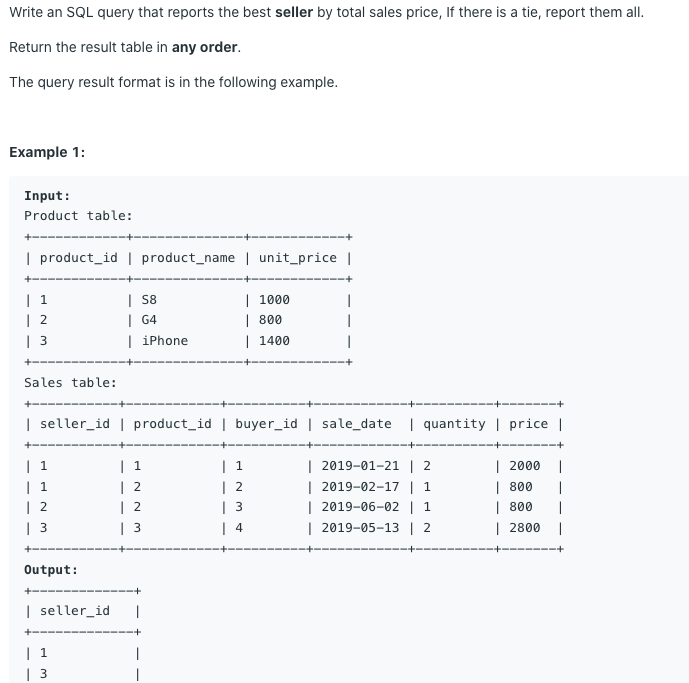 Write an SQL query that reports the best seller by total sales price, If there is a tie, report them all.
Return the result table in any order.
The query result format is in the following example.
Example 1:
Input:
Product table:
+------------+--------------+------------+
| product_id | product_name | unit_price |
+------------+--------------+------------+
| 1          | S8           | 1000       |
| 2          | G4           | 800        |
| 3          | iPhone       | 1400       |
+------------+--------------+------------+
Sales table:
+-----------+------------+----------+------------+----------+-------+
| seller_id | product_id | buyer_id | sale_date  | quantity | price |
+-----------+------------+----------+------------+----------+-------+
| 1         | 1          | 1        | 2019-01-21 | 2        | 2000  |
| 1         | 2          | 2        | 2019-02-17 | 1        | 800   |
| 2         | 2          | 3        | 2019-06-02 | 1        | 800   |
| 3         | 3          | 4        | 2019-05-13 | 2        | 2800  |
+-----------+------------+----------+------------+----------+-------+
Output:
+-------------+
| seller_id   |
+-------------+
| 1           |
| 3           |